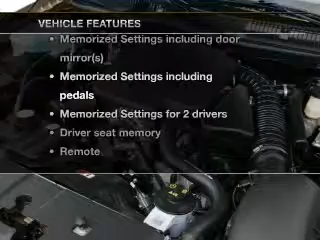 VEHICLE FEATURES
• Memorized Settings including door
mirror(s)
• Memorized Settings including
pedals
• Memorized Settings for 2 drivers
• Driver seat memory
• Remote